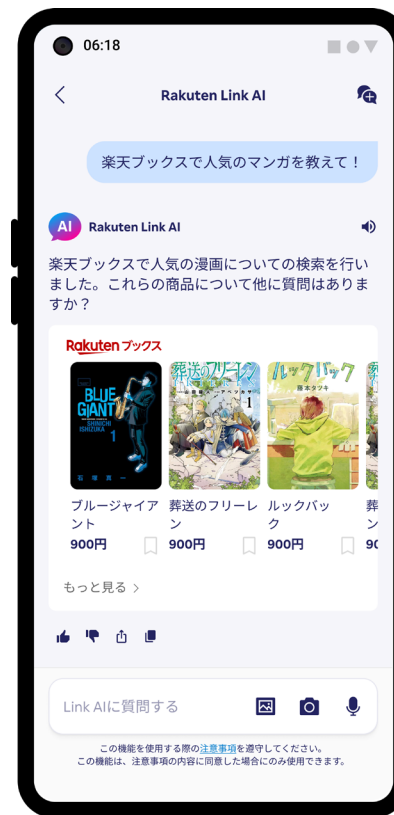 06:18
Rakuten Link AI
楽天ブックスで人気のマンガを教えて！
AI
Rakuten Link AI
楽天ブックスで人気の漫画についての検索を行い
ました。これらの商品について他に質問はありま
すか？
Rakuten ブックス
BLUE
GIANT
SHINICHI
ISHIZUKA
1
石塚真一
葬送のフリーレン
1
ルックバック
藤本タツキ
ブルージャイア
ント
900円
葬送のフリーレ
ン
900円
ルックバッ
ク
900円
葬
ン
90
もっと見る
Link AIに質問する
この機能を使用する際の注意事項を遵守してください。
この機能は、注意事項の内容に同意した場合にのみ使用できます。